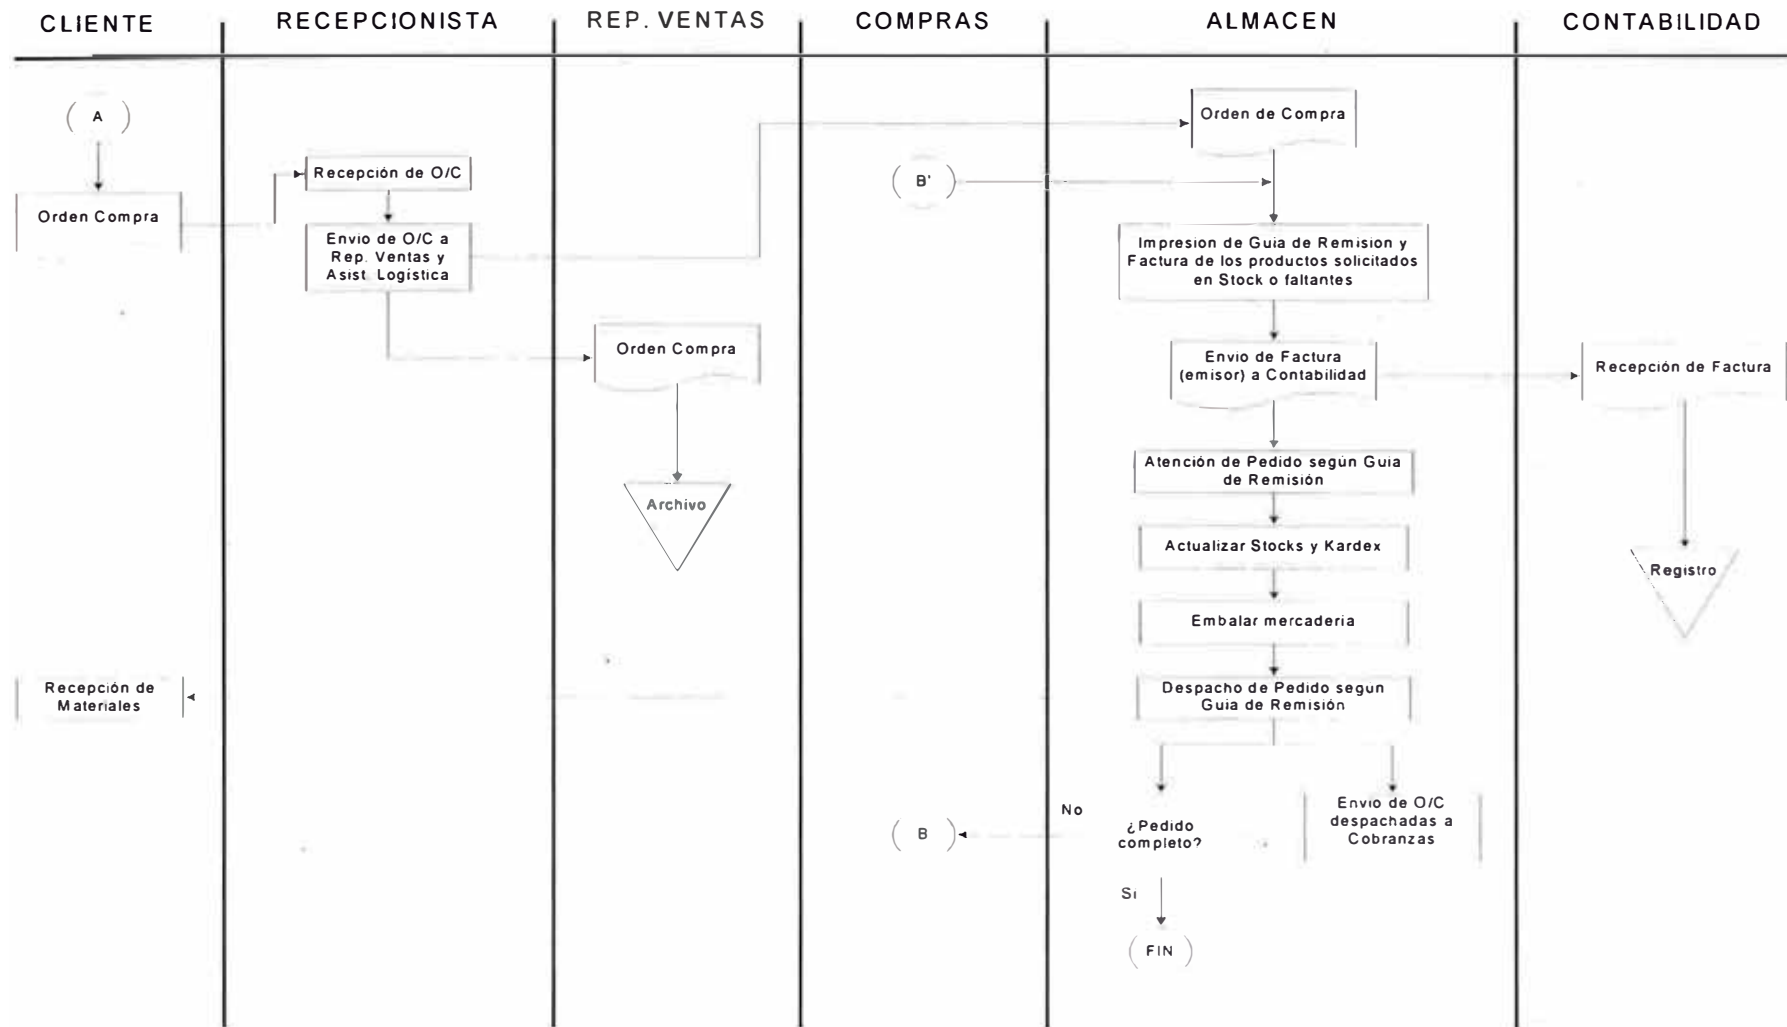 CLIENTE
RECEPCIONISTA
REP. VENTAS
COMPRAS
ALMACEN
CONTABILIDAD
A
Orden Compra
Recepción de O/C
Envio de O/C a
Rep. Ventas y
Asist. Logística
Orden Compra
Archivo
B'
Orden de Compra
Impresion de Guia de Remision y
Factura de los productos solicitados
en Stock o faltantes
Envio de Factura
(emisor) a Contabilidad
Recepción de Factura
Registro
Atención de Pedido según Guia
de Remisión
Actualizar Stocks y Kardex
Embalar mercaderia
Despacho de Pedido segun
Guia de Remisión
Recepción de
Materiales
No
B
¿Pedido
completo?
Envio de O/C
despachadas a
Cobranzas
Si
FIN